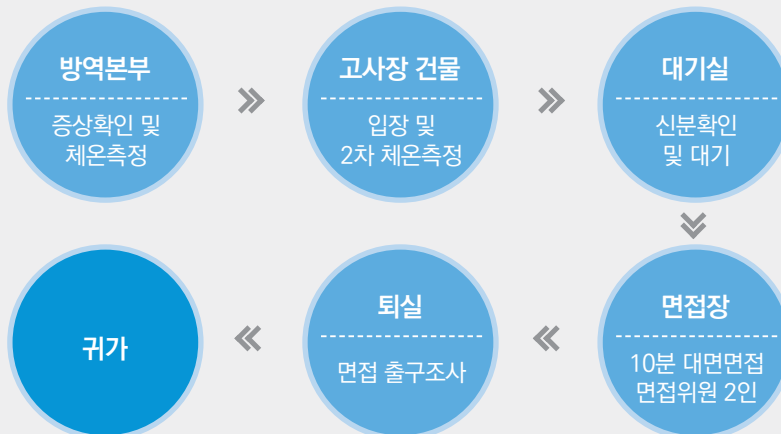 방역본부
증상확인 및
체온측정
고사장 건물
입장 및
2차 체온측정
대기실
신분확인
및 대기
면접장
10분 대면면접
면접위원 2인
퇴실
면접 출구조사
귀가